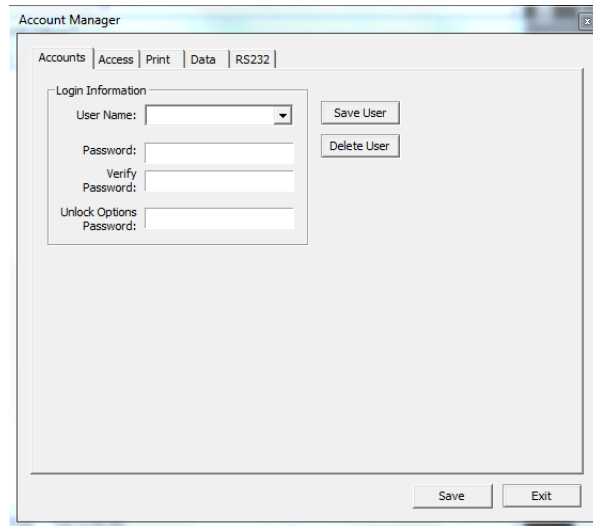 Account Manager
Accounts Access Print Data RS232
Login Information
User Name:
Save User
Password:
Delete User
Verify
Password:
Unlock Options
Password:
Save Exit